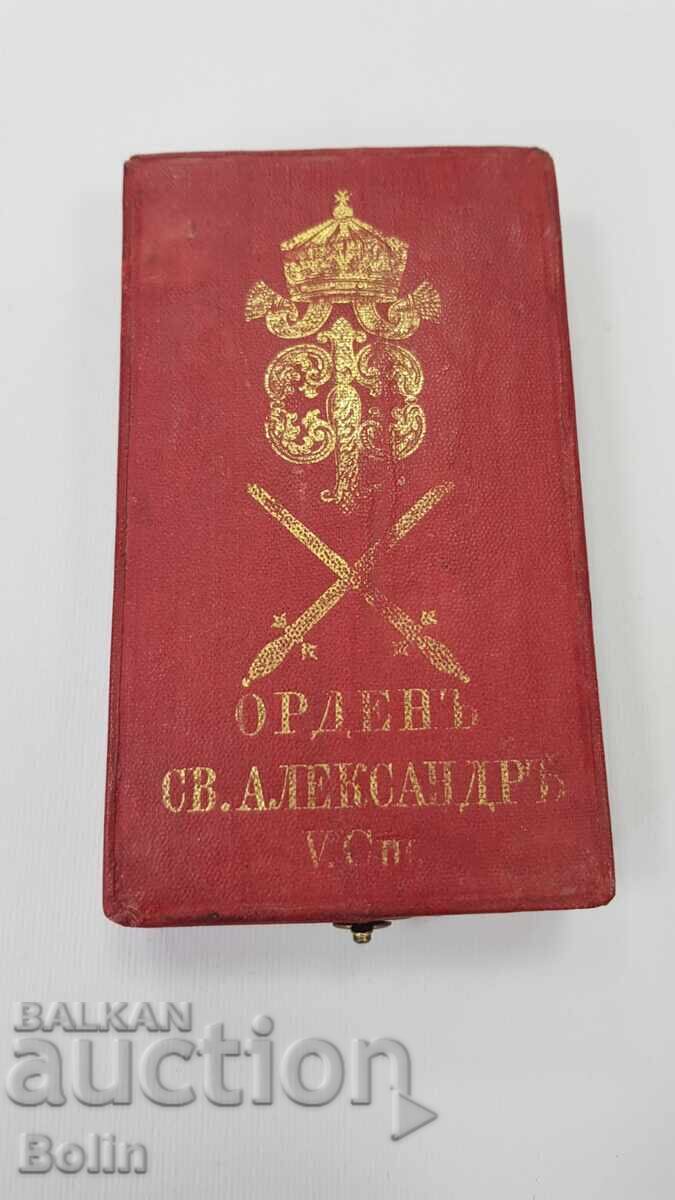 ОРДЕНЪ
СВ. АЛЕКСАНДРЪ
V. Ст.
BALKAN
auction
Bolin